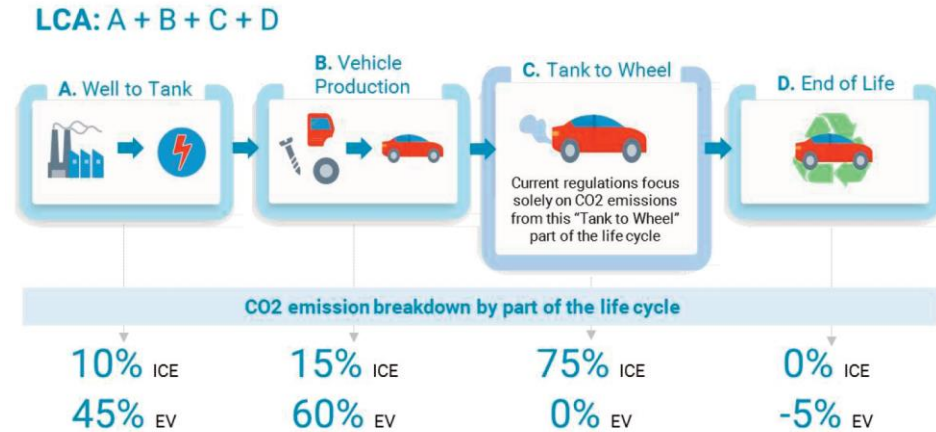 LCA: A + B + C + D
A. Well to Tank
B. Vehicle
Production
C. Tank to Wheel
Current regulations focus
solely on CO2 emissions
from this “Tank to Wheel”
part of the life cycle
D. End of Life
CO2 emission breakdown by part of the life cycle
10% ICE
15% ICE
75% ICE
0% ICE
45% EV
60% EV
0% EV
-5% EV